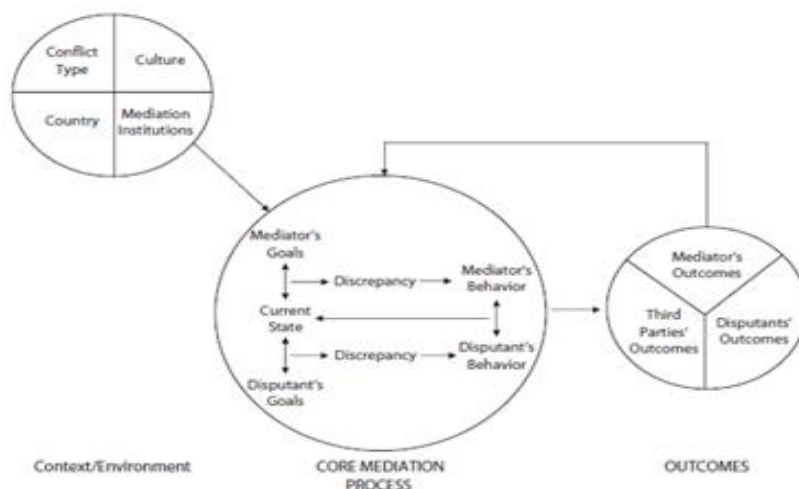 Conflict
Type
Culture
Country
Mediation
Institutions
Mediator's
Goals
Discrepancy
Mediator's
Behavior
Current
State
Discrepancy
Disputant's
Behavior
Disputant's
Goals
Mediator's
Outcomes
Third
Parties'
Outcomes
Disputants'
Outcomes
Context/Environment
CORE MEDIATION
PROCESS
OUTCOMES